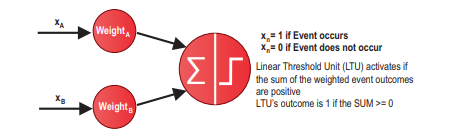 xA
WeightA
xB
WeightB
Σ
xn= 1 if Event occurs
xn= 0 if Event does not occur
Linear Threshold Unit (LTU) activates if
the sum of the weighted event outcomes
are positive
LTU's outcome is 1 if the SUM >= 0